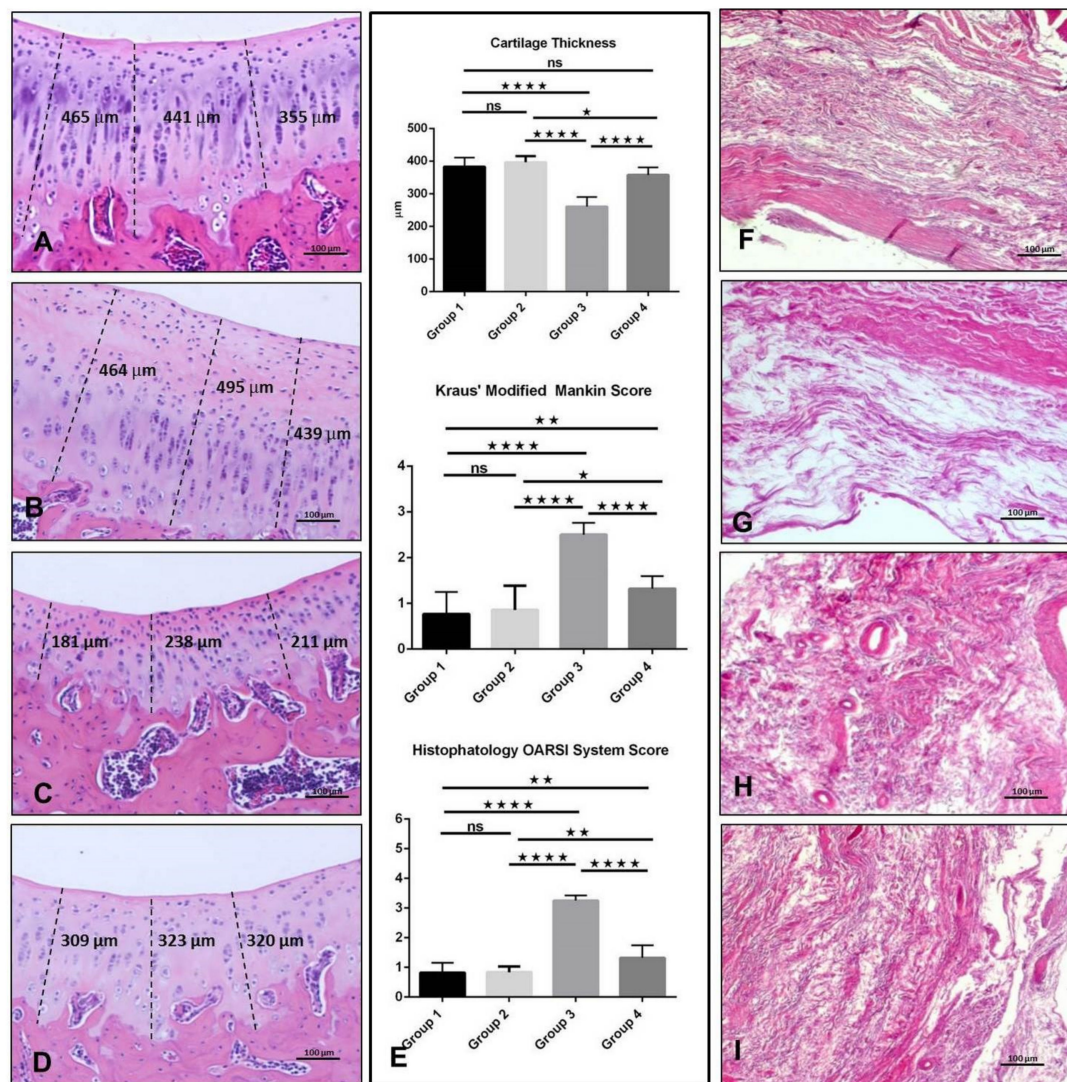 465 µm
441 µm
355 µm
A
100 µm
464 µm
495 µm
439 µm
B
100 µm
181 µm
238 µm
211 µm
C
100 µm
309 µm
323 µm
320 µm
D
100 µm
Cartilage Thickness
ns
★★★★
ns
★
★★★★
★★★★
500
400
300
200
100
0
µm
Group 1
Group 2
Group 3
Group 4
Kraus' Modified Mankin Score
★★
★★★★
ns
★
★★★★
★★★★
4
3
2
1
0
Group 1
Group 2
Group 3
Group 4
Histophatology OARSI System Score
★★
★★★★
ns
★★
★★★★
★★★★
6
5
4
3
2
1
0
Group 1
Group 2
Group 3
Group 4
E
F
100 µm
G
100 µm
H
100 µm
I
100 µm